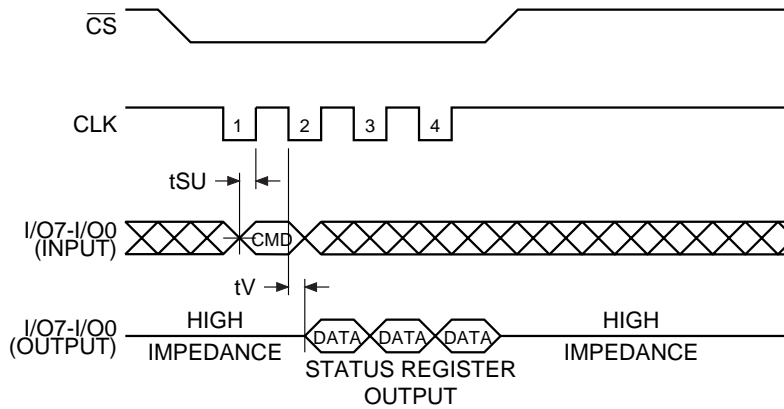 CS
CLK
1 2 3 4
tSU
I/O7-I/O0
(INPUT)
CMD
tV
I/O7-I/O0
(OUTPUT)
HIGH
IMPEDANCE
DATA DATA DATA
STATUS REGISTER
OUTPUT
HIGH
IMPEDANCE